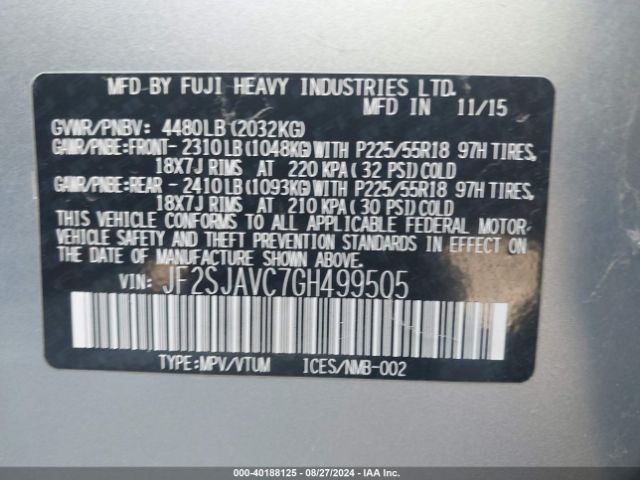 MFD BY FUJI HEAVY INDUSTRIES LTD.
MFD IN 11/15
GVWR/PNBV: 4480LB(2032KG)
GAWR/PNBE:FRONT- 2310LB(1048KG)WITH P225/55R18 97H TIRES,
18X7J RIMS AT 220 KPA( 32 PSI)COLD
GAWR/PNBE:REAR - 2410LB(1093KG)WITH P225/55R18 97H TIRES,
18X7J RIMS AT 210 KPA( 30 PSI)COLD
THIS VEHICLE CONFORMS TO ALL APPLICABLE FEDERAL MOTOR-
VEHICLE SAFETY AND THEFT PREVENTION STANDARDS IN EFFECT ON
THE DATE OF MANUFACTURE SHOWN ABOVE.
VIN: JF2SJAVC7GH499505
TYPE:MPV/VTUM ICES/NMB-002
© - 40188125 - 08/27/2024 - IAAI.COM